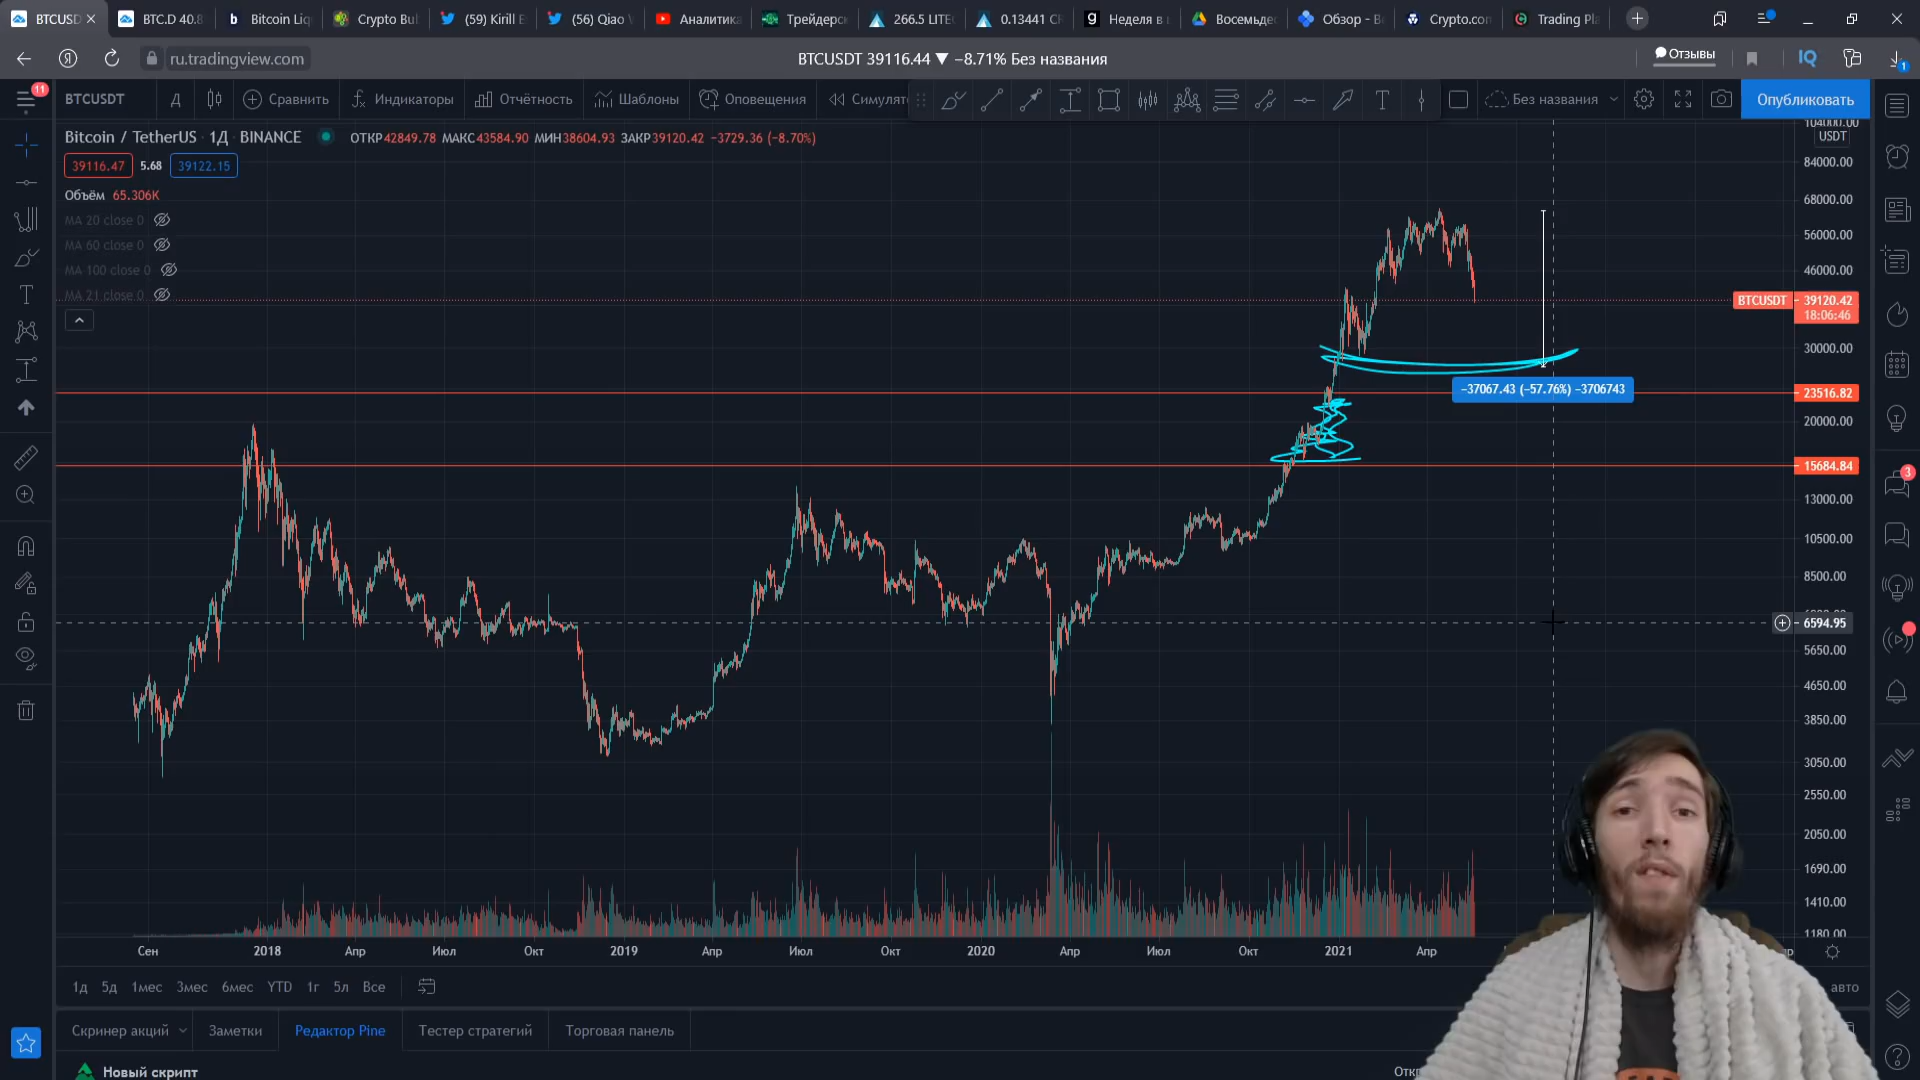 BTCUSD
BTC.D 40.8
Bitcoin Liq
Crypto Bul
(59) Kirill E
(56) Qiao
Аналитика
Трейдерс
266.5 LITE
0.13441
Неделя в
Восемьдес
Обзор - B
Crypto.com
Trading Pla
ru.tradingview.com
BTCUSDT 39116.44 ▼ −8.71% Без названия
Отзывы
IQ
1
11
BTCUSDT
Д
Сравнить
Индикаторы
Отчётность
Шаблоны
Оповещения
Симулят
Без названия
Опубликовать
Bitcoin / TetherUS · 1Д · BINANCE
ОТКР42849.78 МАКС43584.90 МИН38604.93 ЗАКР39120.42 −3729.36 (−8.70%)
39116.47 5.68 39122.15
Объём 65.306K
MA 20 close 0
MA 60 close 0
MA 100 close 0
MA 21 close 0
104000.00
USDT
84000.00
68000.00
56000.00
46000.00
BTCUSDT 39120.42
18:06:46
30000.00
23516.82
−37067.43 (−57.76%) −3706743
20000.00
15684.84
13000.00
10500.00
8500.00
6594.95
5650.00
4650.00
3850.00
3050.00
2550.00
2050.00
1690.00
1410.00
1180.00
3
Сен 2018 Апр Июл Окт 2019 Апр Июл Окт 2020 Апр Июл Окт 2021 Апр
1д 5д 1мес 3мес 6мес YTD 1г 5л Все
авто
Скринер акций
Заметки
Редактор Pine
Тестер стратегий
Торговая панель
Новый скрипт